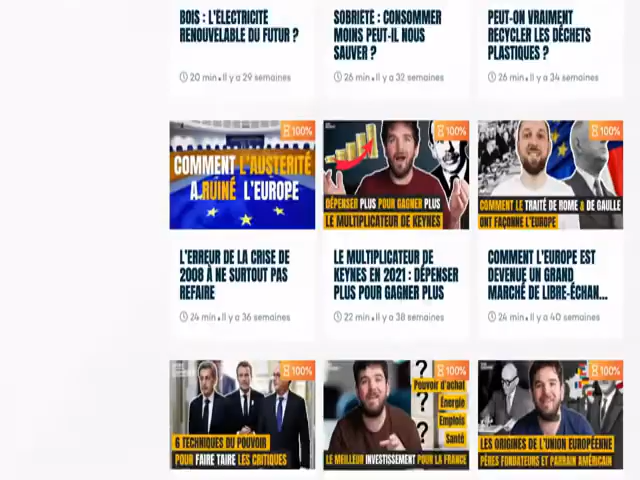 BOIS : L'ÉLECTRICITÉ
RENOUVELABLE DU FUTUR ?
20 min • Il y a 29 semaines
SOBRIÉTÉ : CONSOMMER
MOINS PEUT-IL NOUS
SAUVER ?
26 min • Il y a 32 semaines
PEUT-ON VRAIMENT
RECYCLER LES DÉCHETS
PLASTIQUES ?
26 min • Il y a 34 semaines
100%
COMMENT L'AUSTERITÉ
A RUINÉ L'EUROPE
L'ERREUR DE LA CRISE DE
2008 À NE SURTOUT PAS
REFAIRE
24 min • Il y a 36 semaines
100%
DÉPENSER PLUS POUR GAGNER PLUS
LE MULTIPLICATEUR DE KEYNES
LE MULTIPLICATEUR DE
KEYNES EN 2021 : DÉPENSER
PLUS POUR GAGNER PLUS
22 min • Il y a 38 semaines
100%
COMMENT LE TRAITÉ DE ROME & DE GAULLE
ONT FAÇONNE L'EUROPE
COMMENT L'EUROPE EST
DEVENUE UN GRAND
MARCHÉ DE LIBRE-ÉCHAN...
24 min • Il y a 40 semaines
100%
6 TECHNIQUES DU POUVOIR
POUR FAIRE TAIRE LES CRITIQUES
100%
?
Pouvoir d'achat
? Énergie
Emplois
? Santé
LE MEILLEUR INVESTISSEMENT POUR LA FRANCE
100%
LES ORIGINES DE L'UNION EUROPÉENNE
PÈRES FONDATEURS ET PARRAIN AMÉRICAIN